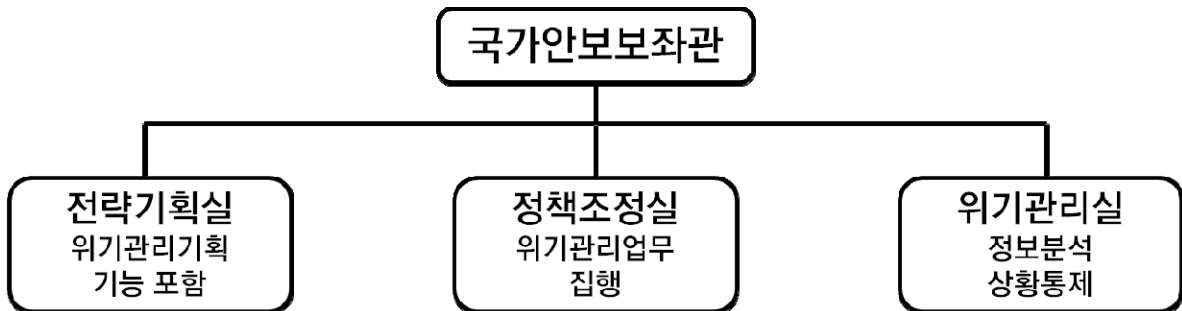 국가안보보좌관
전략기획실
위기관리기획
기능 포함
정책조정실
위기관리업무
집행
위기관리실
정보분석
상황통제